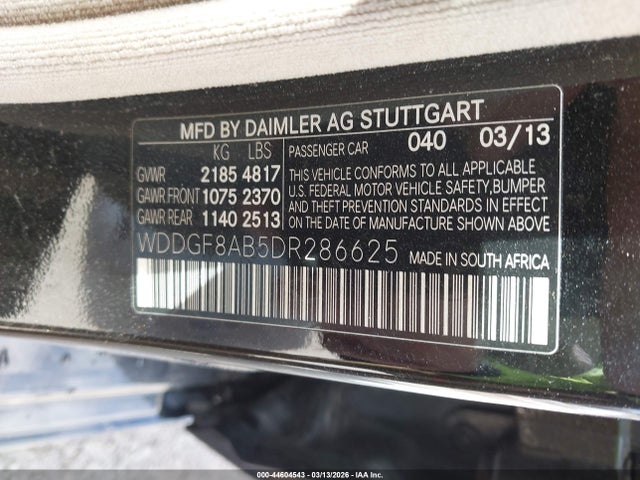 MFD BY DAIMLER AG STUTTGART
KG LBS
GVWR 2185 4817
GAWR FRONT 1075 2370
GAWR REAR 1140 2513
PASSENGER CAR 040 03/13
THIS VEHICLE CONFORMS TO ALL APPLICABLE
U.S. FEDERAL MOTOR VEHICLE SAFETY, BUMPER
AND THEFT PREVENTION STANDARDS IN EFFECT
ON THE DATE OF MANUFACTURE SHOWN ABOVE
WDDGF8AB5DR286625 MADE IN SOUTH AFRICA
000-44604543 - 03/13/2026 - IAA Inc.